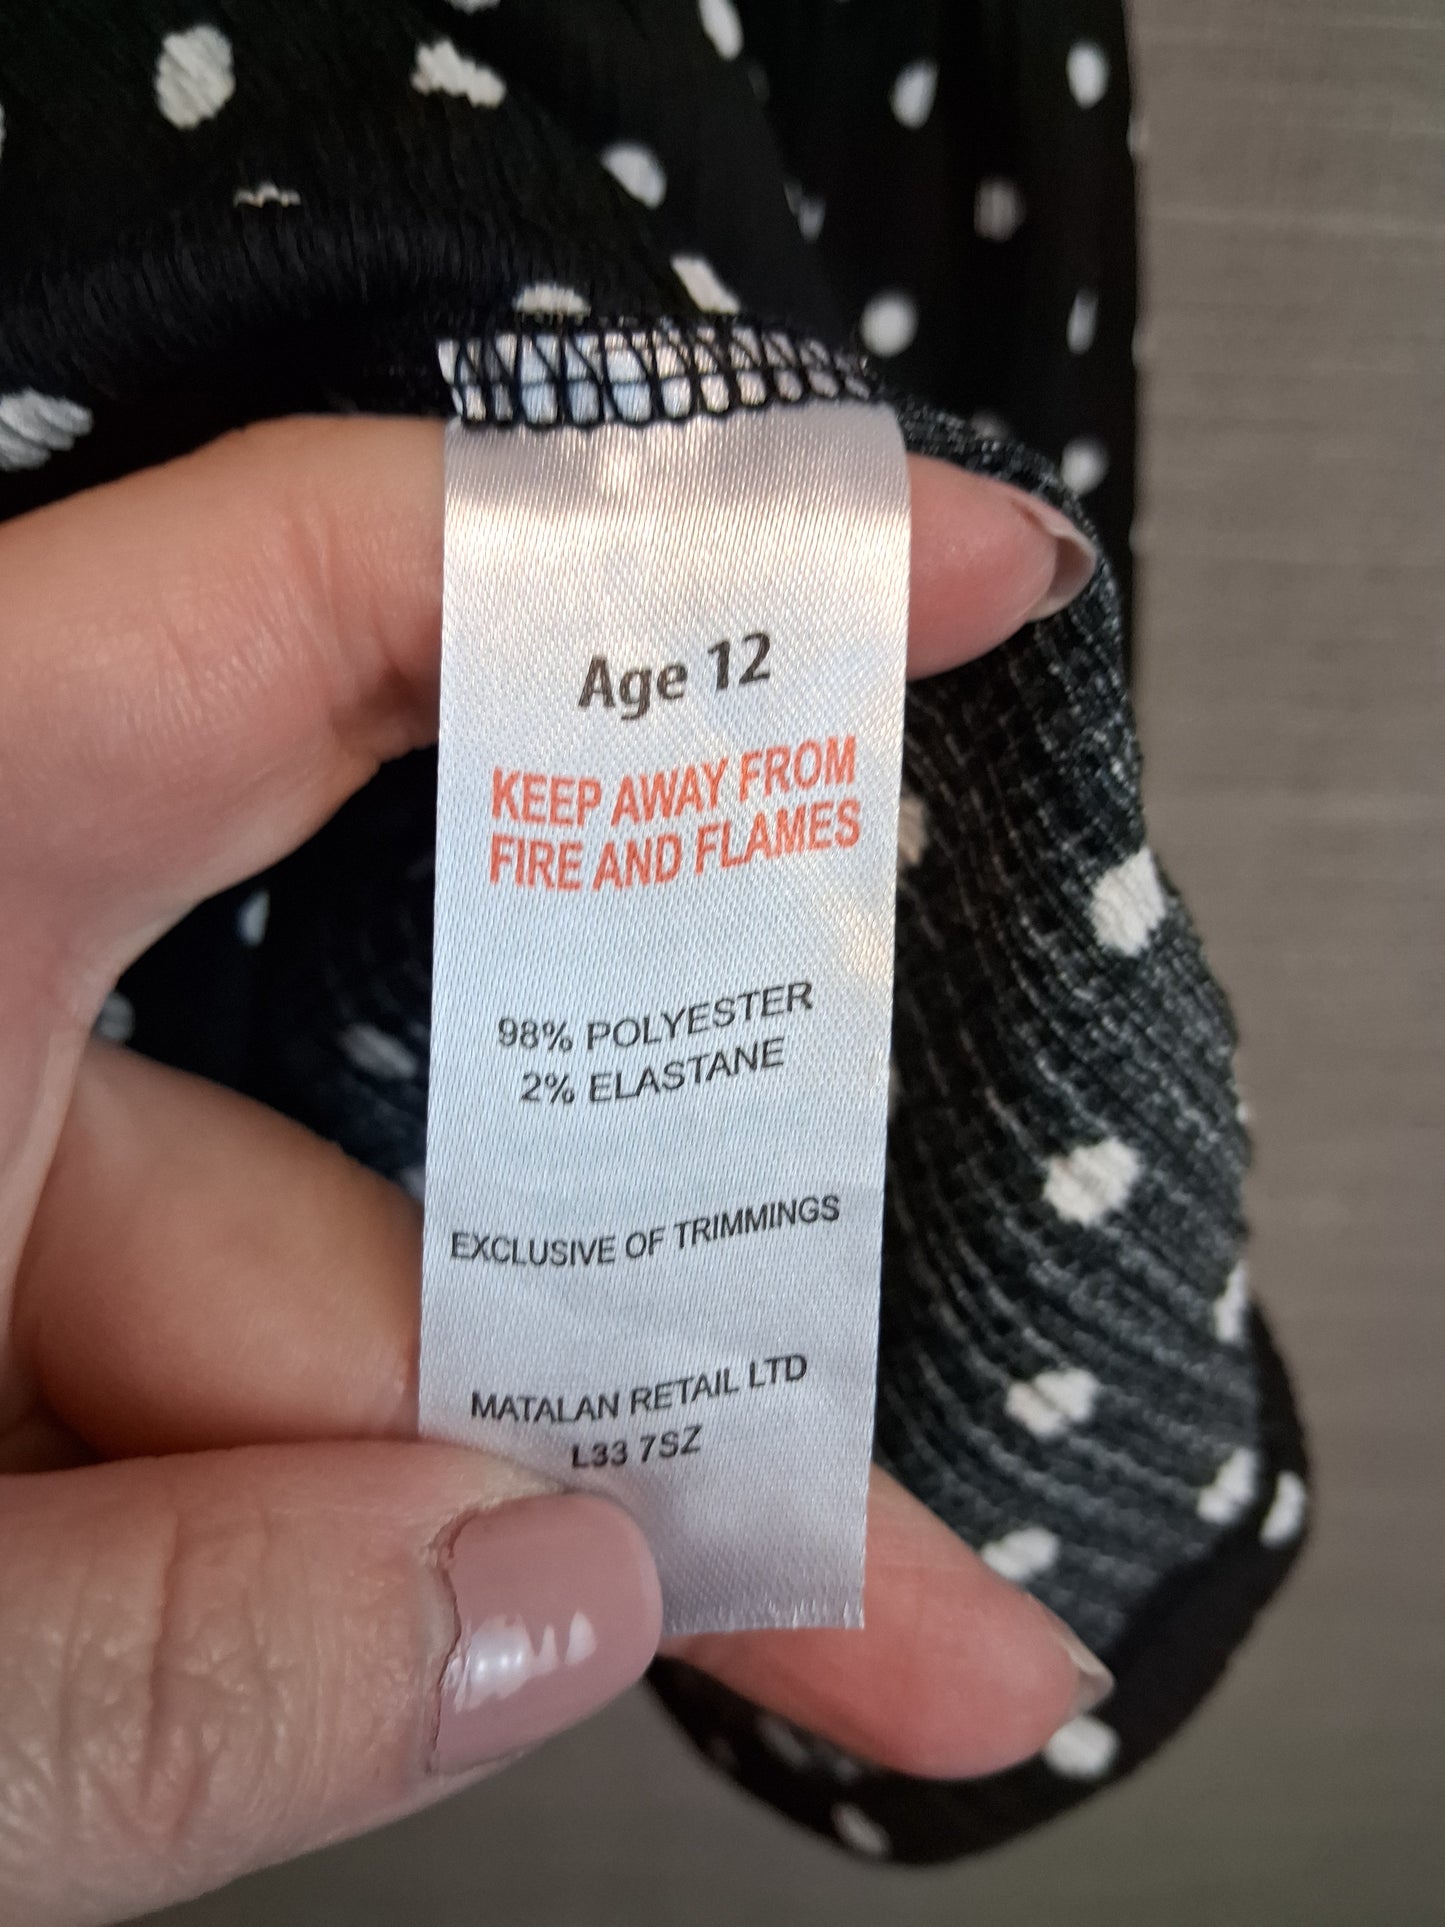 Age 12
KEEP AWAY FROM
FIRE AND FLAMES
98% POLYESTER
2% ELASTANE
EXCLUSIVE OF TRIMMINGS
MATALAN RETAIL LTD
L33 7SZ